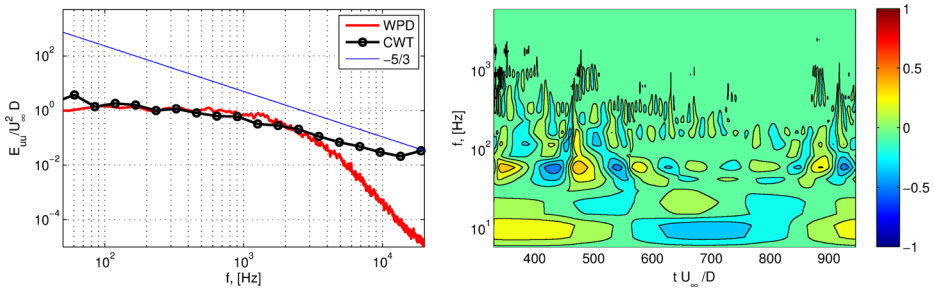 10² 10⁰ 10⁻² 10⁻⁴
E_uu/U²_∞ D
WPD
CWT
−5/3
10² 10³ 10⁴
f, [Hz]
10³ 10² 10¹
f, [Hz]
400 500 600 700 800 900
t U_∞/D
1
0.5
0
−0.5
−1